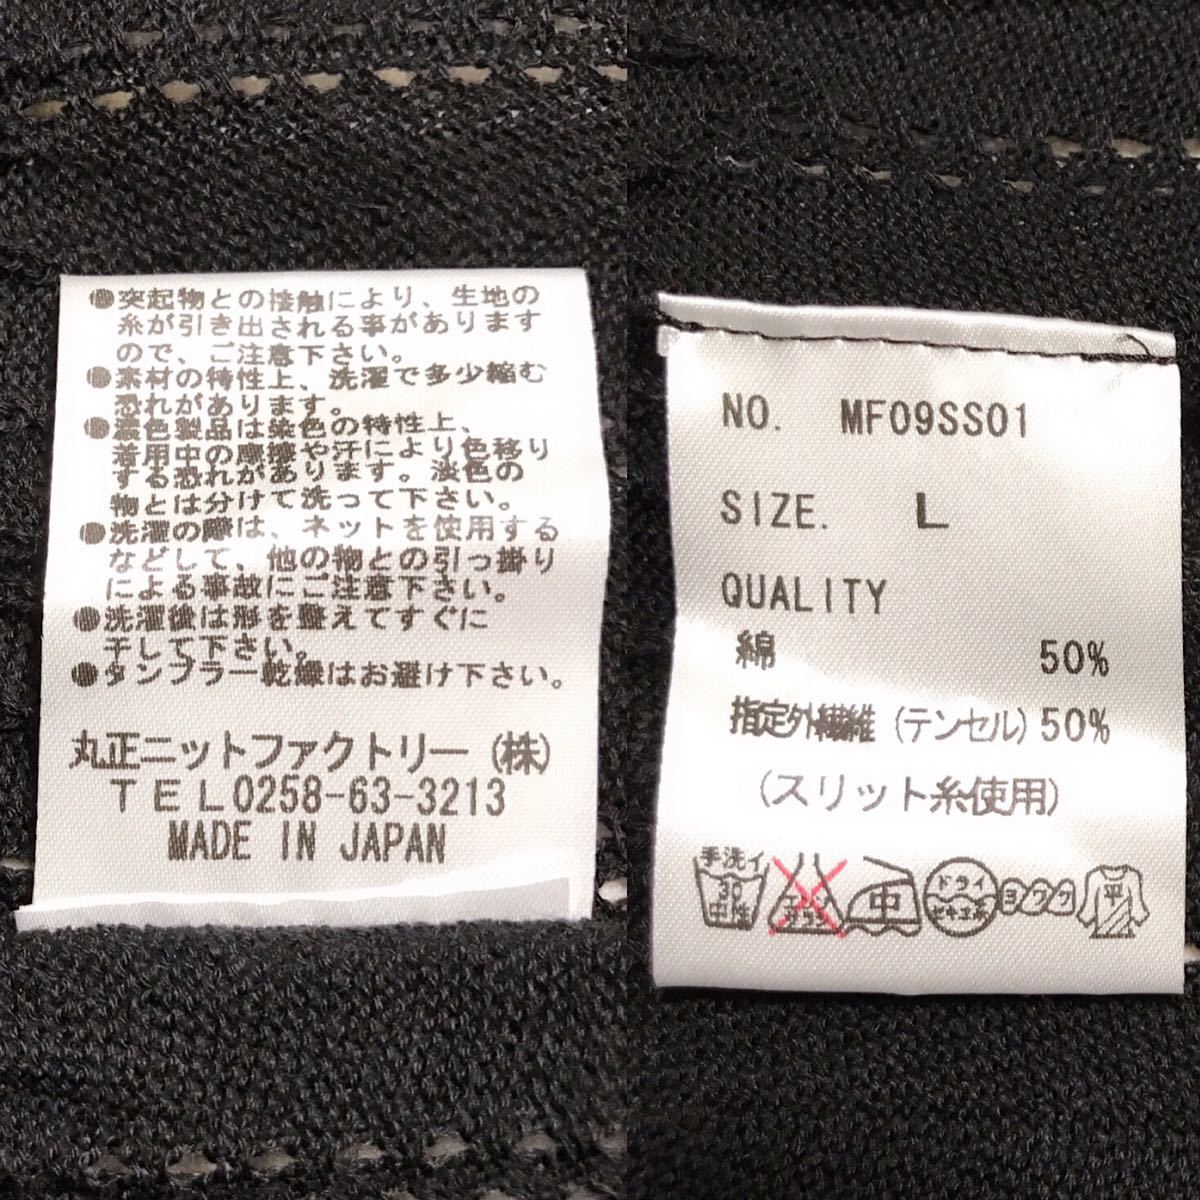 ●突起物との接触により、生地の
糸が引き出される事があります
ので、ご注意下さい。
●素材の特性上、洗濯で多少縮む
恐れがあります。
●濃色製品は染色の特性上、
着用中の摩擦や汗により色移り
する恐れがあります。淡色の
物とは分けて洗って下さい。
●洗濯の際は、ネットを使用する
などして、他の物との引っ掛り
による事故にご注意下さい。
●洗濯後は形を整えてすぐに
干して下さい。
●タンブラー乾燥はお避け下さい。
丸正ニットファクトリー(株)
TEL0258-63-3213
MADE IN JAPAN
NO. MF09SS01
SIZE. L
QUALITY
綿 50%
指定外繊維(テンセル)50%
(スリット糸使用)
手洗イ
30
中性
エンソ
サラシ
中
ドライ
セキユ系
ヨワク
平